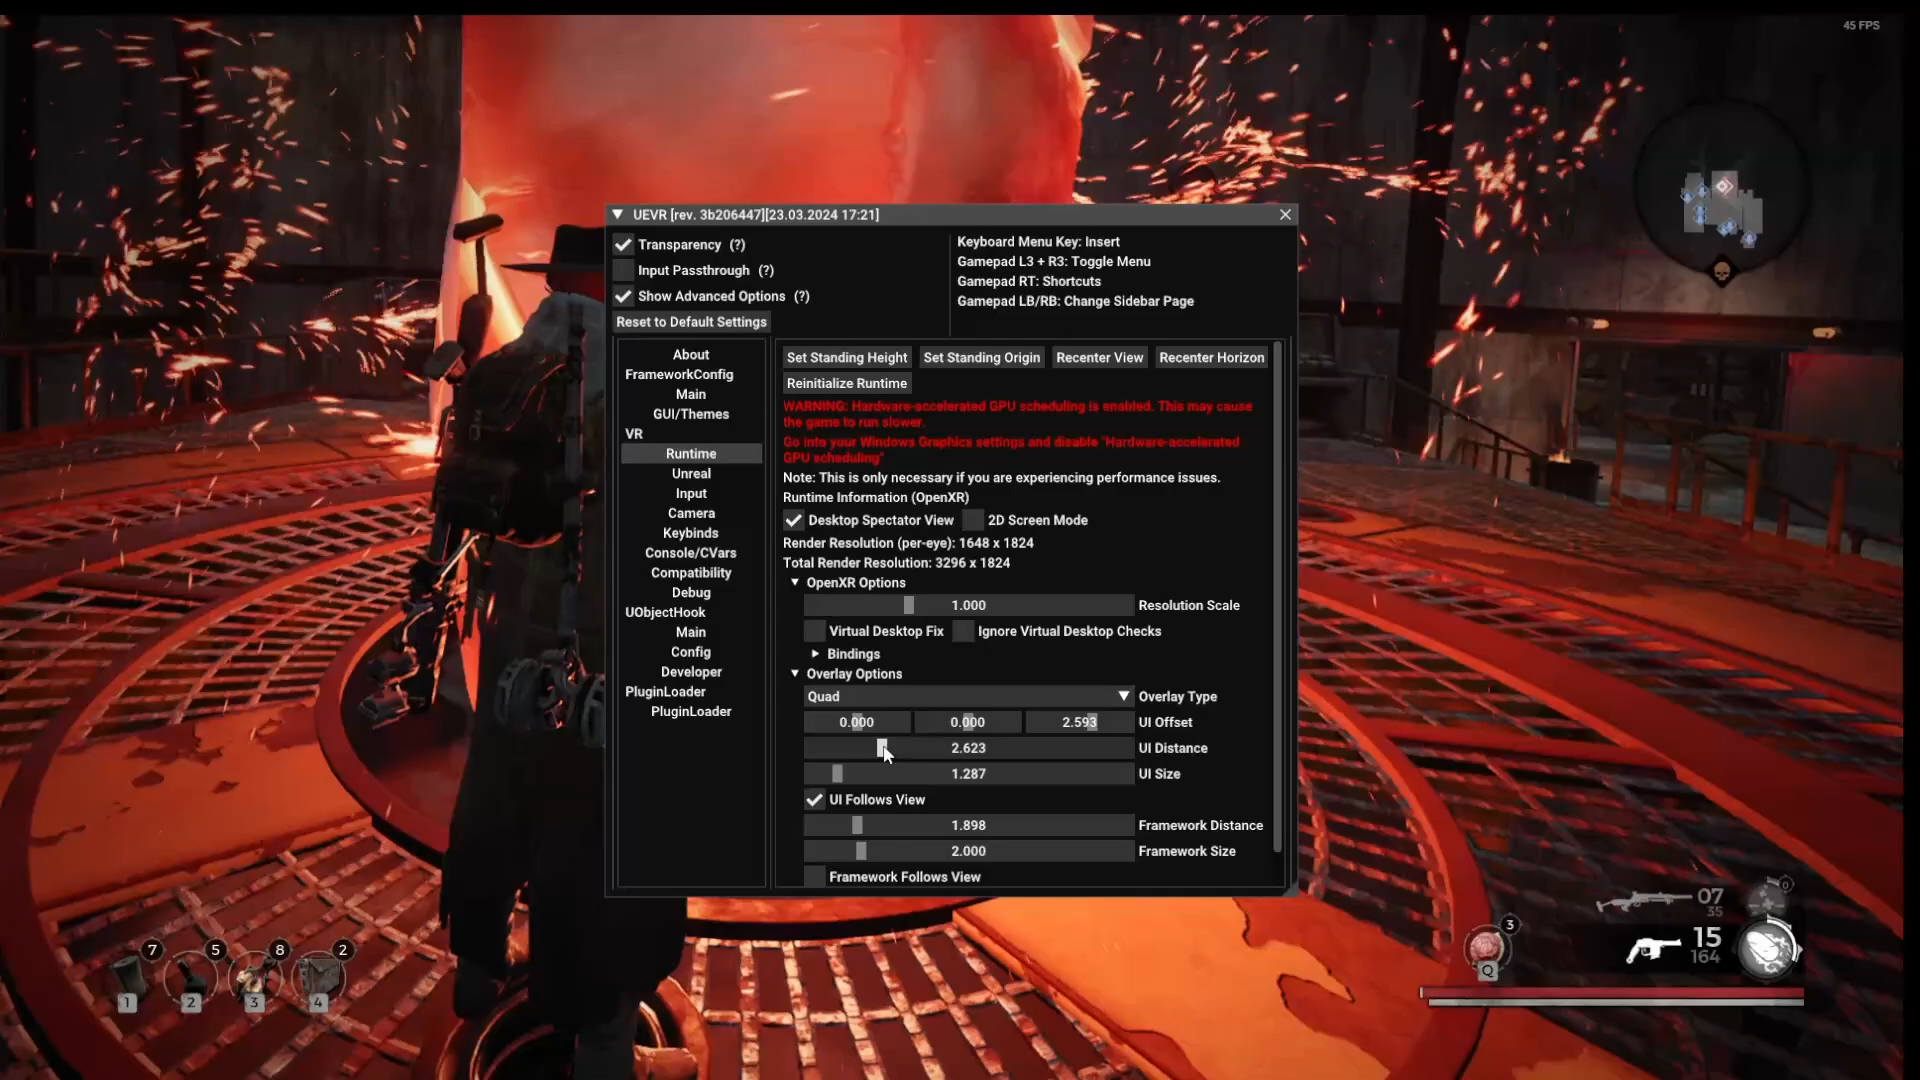 45 FPS
UEVR [rev. 3b206447][23.03.2024 17:21]
Transparency (?)
Input Passthrough (?)
Show Advanced Options (?)
Reset to Default Settings
Keyboard Menu Key: Insert
Gamepad L3 + R3: Toggle Menu
Gamepad RT: Shortcuts
Gamepad LB/RB: Change Sidebar Page
About
FrameworkConfig
Main
GUI/Themes
VR
Runtime
Unreal
Input
Camera
Keybinds
Console/CVars
Compatibility
Debug
UObjectHook
Main
Config
Developer
PluginLoader
PluginLoader
Set Standing Height Set Standing Origin Recenter View Recenter Horizon
Reinitialize Runtime
WARNING: Hardware-accelerated GPU scheduling is enabled. This may cause
the game to run slower.
Go into your Windows Graphics settings and disable "Hardware-accelerated
GPU scheduling"
Note: This is only necessary if you are experiencing performance issues.
Runtime Information (OpenXR)
Desktop Spectator View 2D Screen Mode
Render Resolution (per-eye): 1648 x 1824
Total Render Resolution: 3296 x 1824
OpenXR Options
1.000 Resolution Scale
Virtual Desktop Fix Ignore Virtual Desktop Checks
Bindings
Overlay Options
Quad Overlay Type
0.000 0.000 2.593 UI Offset
2.623 UI Distance
1.287 UI Size
UI Follows View
1.898 Framework Distance
2.000 Framework Size
Framework Follows View
7 5 8 2
1 2 3 4
3
Q
07
35
0
15
164